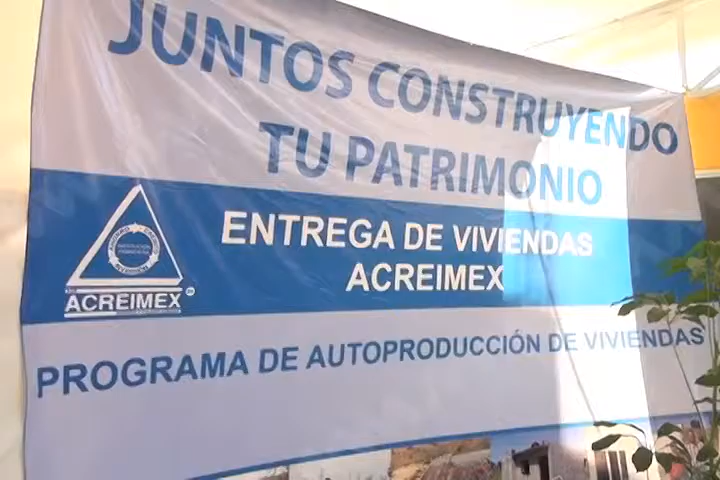 JUNTOS CONSTRUYENDO
TU PATRIMONIO
ENTREGA DE VIVIENDAS
ACREIMEX
ACREIMEX
PROGRAMA DE AUTOPRODUCCIÓN DE VIVIENDAS